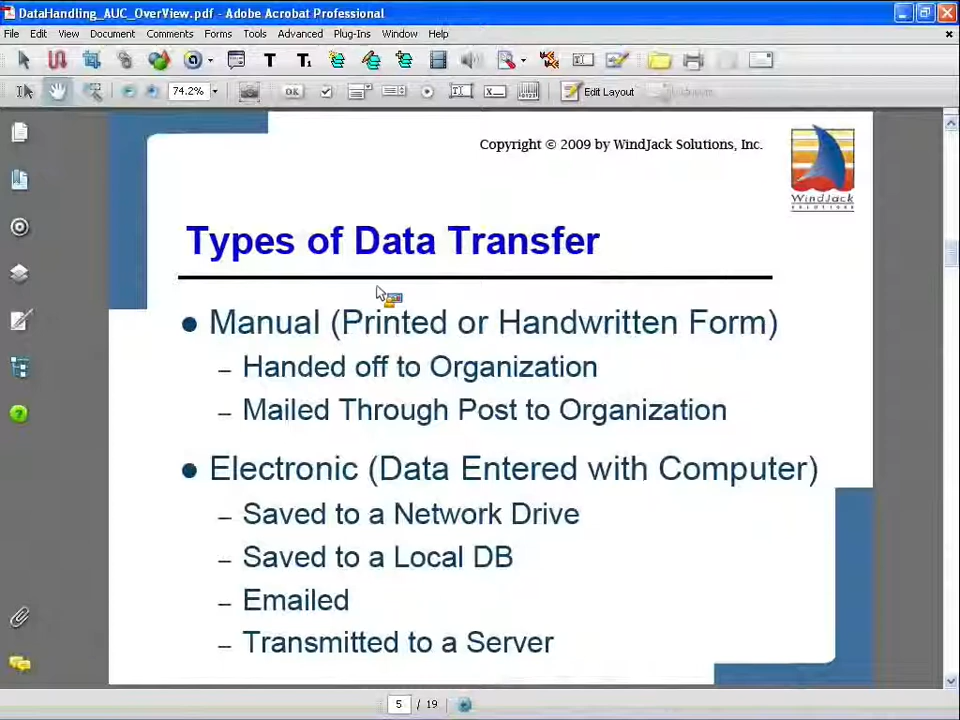 DataHandling_AUC_OverView.pdf - Adobe Acrobat Professional
File Edit View Document Comments Forms Tools Advanced Plug-Ins Window Help
74.2% OK Edit Layout
Copyright © 2009 by WindJack Solutions, Inc.
WindJack
SOLUTIONS
Types of Data Transfer
● Manual (Printed or Handwritten Form)
– Handed off to Organization
– Mailed Through Post to Organization
● Electronic (Data Entered with Computer)
– Saved to a Network Drive
– Saved to a Local DB
– Emailed
– Transmitted to a Server
5 / 19